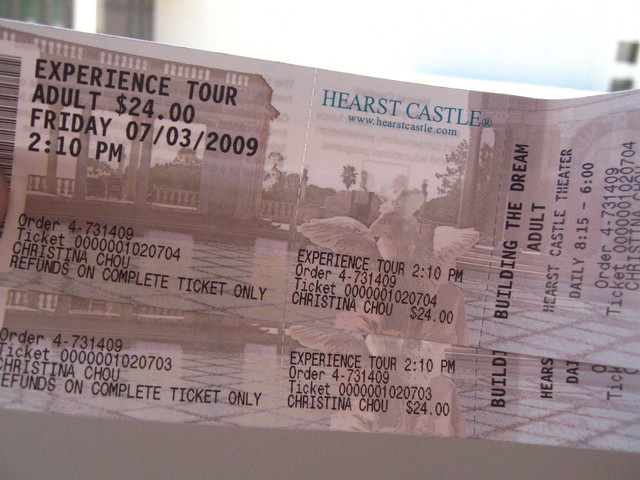 EXPERIENCE TOUR
ADULT $24.00
FRIDAY 07/03/2009
2:10 PM
Order 4-731409
Ticket 0000001020704
CHRISTINA CHOU
REFUNDS ON COMPLETE TICKET ONLY
HEARST CASTLE®
www.hearstcastle.com
EXPERIENCE TOUR 2:10 PM
Order 4-731409
Ticket 0000001020704
CHRISTINA CHOU $24.00
BUILDING THE DREAM
ADULT
HEARST CASTLE THEATER
DAILY 8:15 - 6:00
Order 4-731409
Ticket 0000001020704
Order 4-731409
Ticket 0000001020703
CHRISTINA CHOU
REFUNDS ON COMPLETE TICKET ONLY
EXPERIENCE TOUR 2:10 PM
Order 4-731409
Ticket 0000001020703
CHRISTINA CHOU $24.00
BUILDI
HEARS
DAI